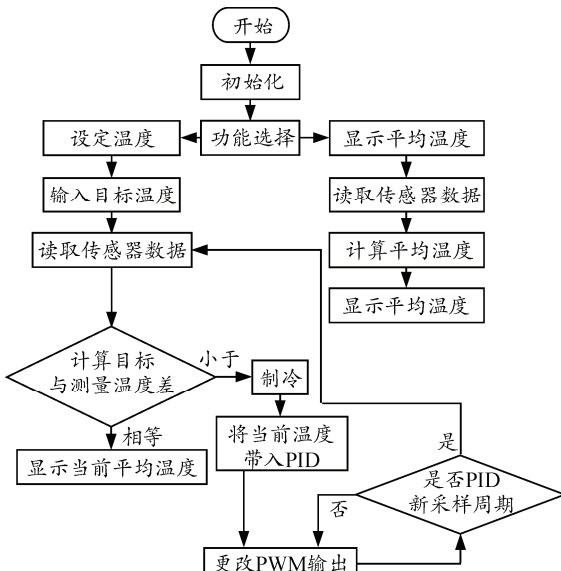 开始
初始化
设定温度
功能选择
显示平均温度
输入目标温度
读取传感器数据
读取传感器数据
计算平均温度
显示平均温度
计算目标
与测量温度差
小于
制冷
相等
显示当前平均温度
将当前温度
带入PID
是
是否PID
新采样周期
否
更改PWM输出